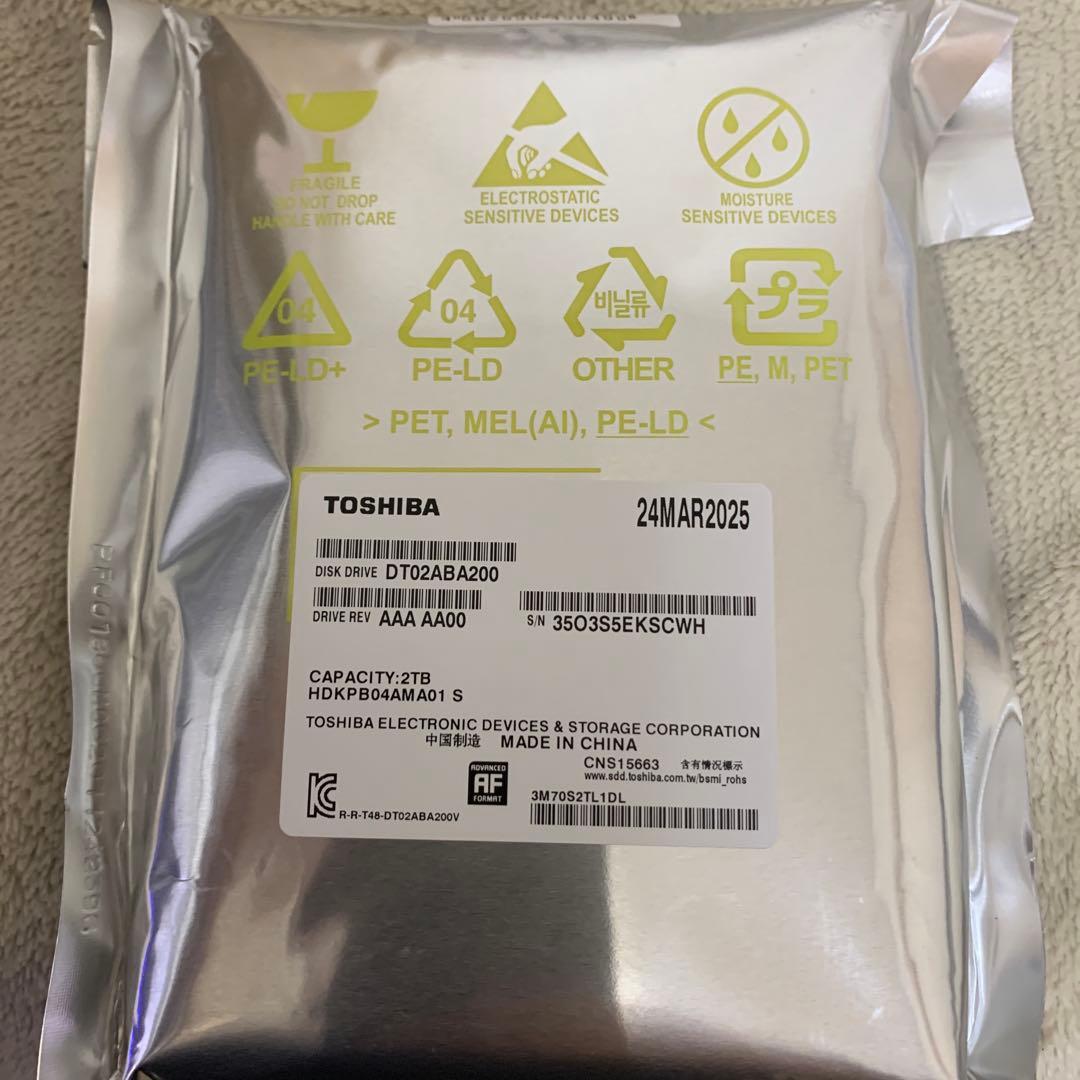 FRAGILE
DO NOT DROP
HANDLE WITH CARE
ELECTROSTATIC
SENSITIVE DEVICES
MOISTURE
SENSITIVE DEVICES
04
PE-LD+
04
PE-LD
비닐류
OTHER
プラ
PE, M, PET
> PET, MEL(AI), PE-LD <
TOSHIBA
24MAR2025
DISK DRIVE DT02ABA200
DRIVE REV AAA AA00
S/N 35O3S5EKSCWH
CAPACITY:2TB
HDKPB04AMA01 S
TOSHIBA ELECTRONIC DEVICES & STORAGE CORPORATION
中国制造 MADE IN CHINA
CNS15663 含有情況標示
www.sdd.toshiba.com.tw/bsmi_rohs
ADVANCED
AF
FORMAT
3M70S2TL1DL
R-R-T48-DT02ABA200V